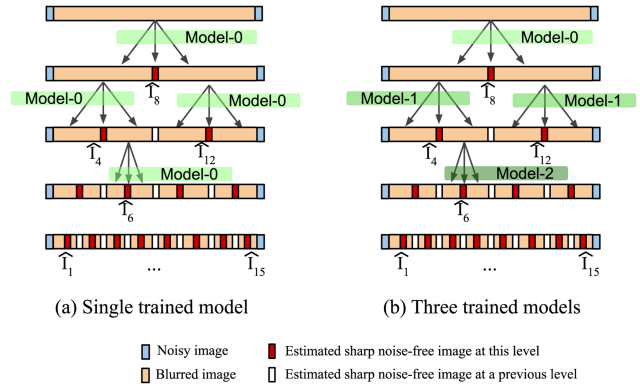 Model-0
Model-0
Î8
Î8
Model-0
Model-0
Model-1
Model-1
Î4
Î12
Î4
Î12
Model-0
Model-2
Î6
Î6
Î1
...
Î15
Î1
...
Î15
(a) Single trained model
(b) Three trained models
Noisy image
Estimated sharp noise-free image at this level
Blurred image
Estimated sharp noise-free image at a previous level